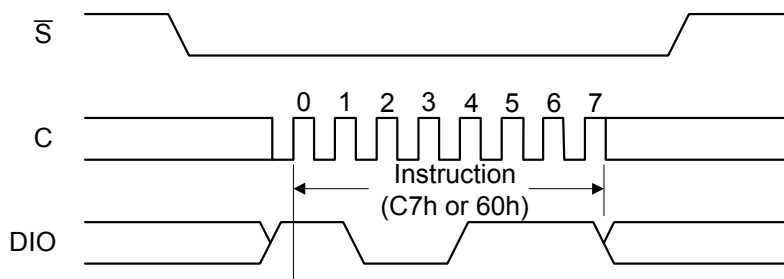 S̅
0 1 2 3 4 5 6 7
C
Instruction
(C7h or 60h)
DIO